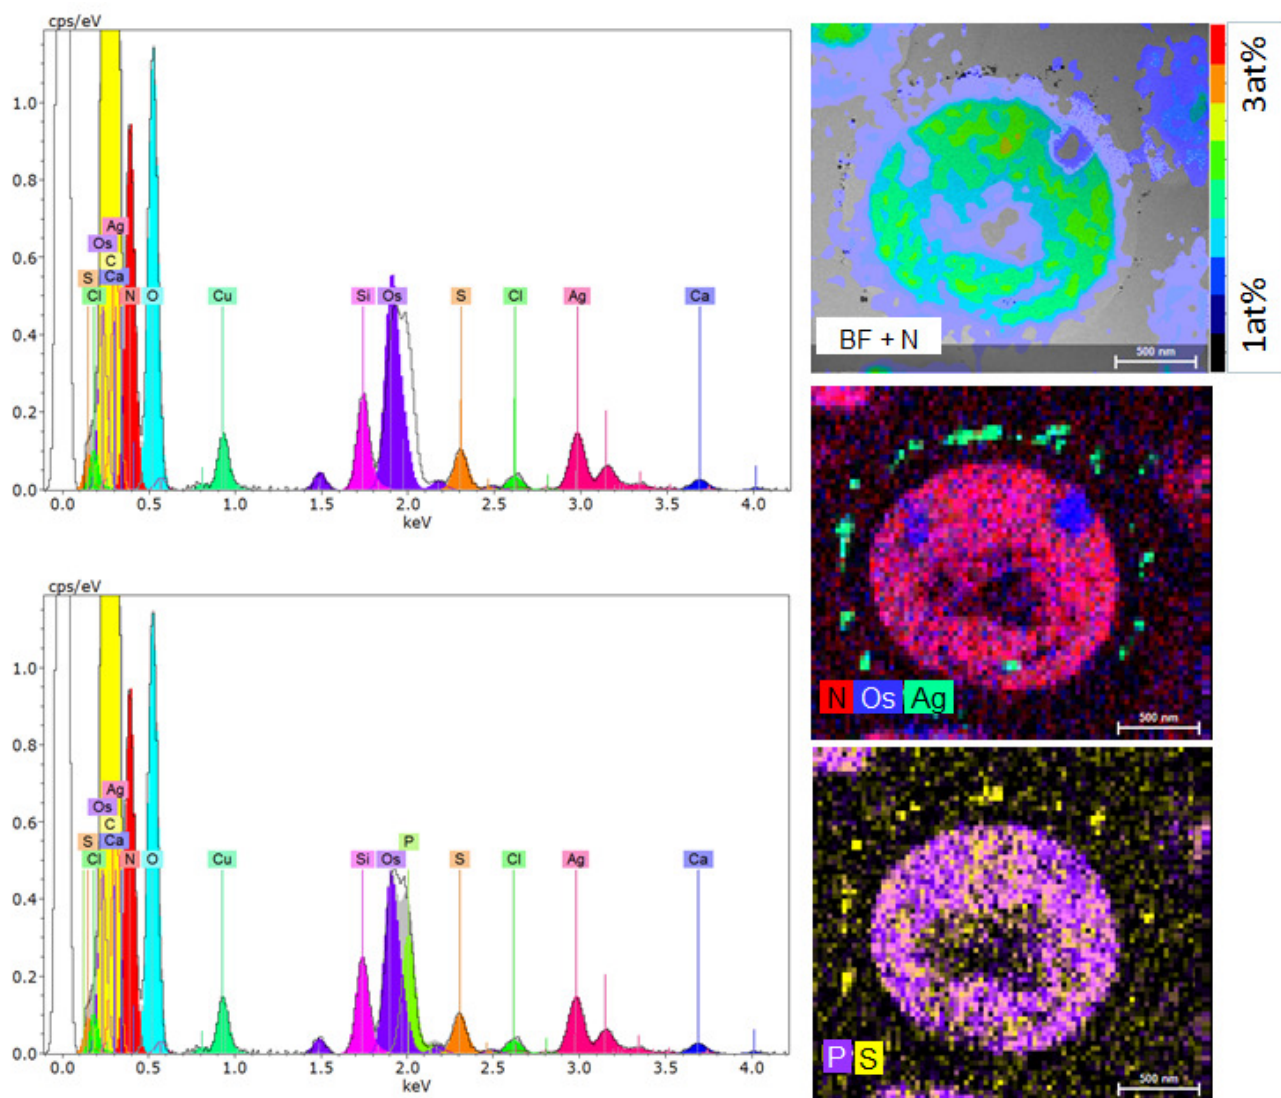 cps/eV
1.0
0.8
0.6
0.4
0.2
0.0
Ag
Os
C
S
Ca
Cl
N
O
Cu
Si
Os
S
Cl
Ag
Ca
0.0 0.5 1.0 1.5 2.0 2.5 3.0 3.5 4.0
keV
cps/eV
1.0
0.8
0.6
0.4
0.2
0.0
Ag
Os
C
S
Ca
P
Cl
N
O
Cu
Si
Os
S
Cl
Ag
Ca
0.0 0.5 1.0 1.5 2.0 2.5 3.0 3.5 4.0
keV
BF + N
500 nm
3at%
1at%
N Os Ag
500 nm
P S
500 nm